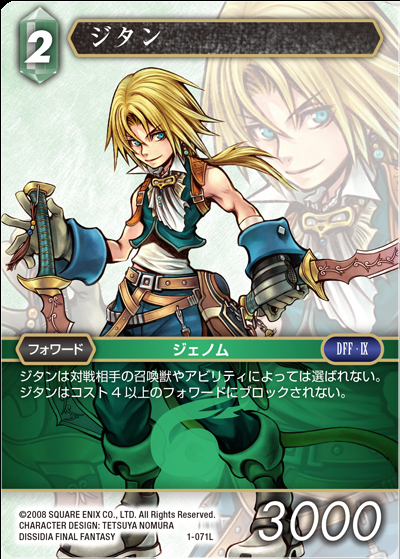 2
ジタン
フォワード
ジェノム
DFF・IX
ジタンは対戦相手の召喚獣やアビリティによっては選ばれない。
ジタンはコスト4以上のフォワードにブロックされない。
©2008 SQUARE ENIX CO., LTD. All Rights Reserved.
CHARACTER DESIGN: TETSUYA NOMURA
DISSIDIA FINAL FANTASY
1-071L
3000